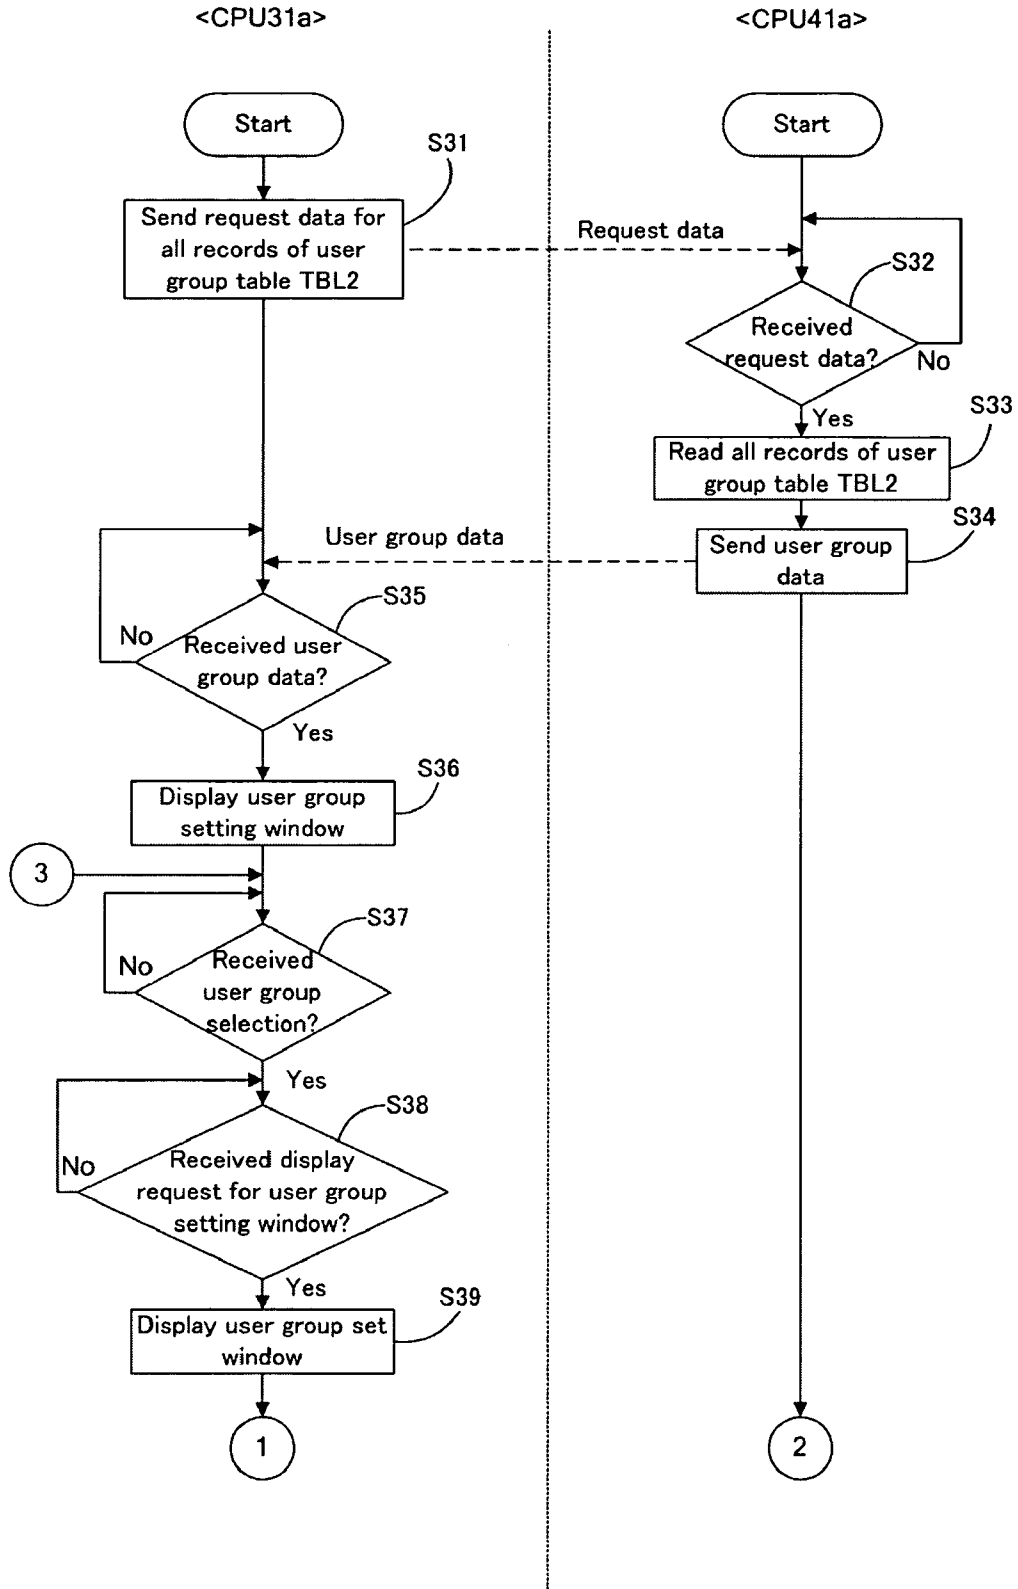 <CPU31a>
<CPU41a>
Start
Start
S31
Send request data for
all records of user
group table TBL2
Request data
S32
Received
request data?
No
Yes
S33
Read all records of user
group table TBL2
S34
Send user group
data
User group data
S35
No
Received user
group data?
Yes
S36
Display user group
setting window
3
S37
No
Received
user group
selection?
Yes
S38
No
Received display
request for user group
setting window?
Yes
S39
Display user group set
window
1
2